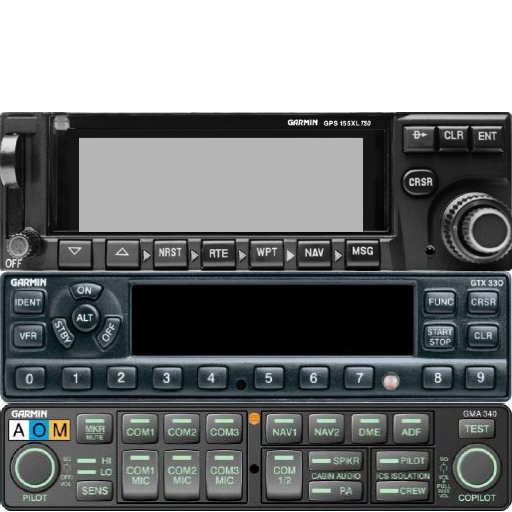 GARMIN GPS 155XL TSO
D CLR ENT
CRSR
OFF
NRST RTE WPT NAV MSG
GARMIN GTX 330
IDENT ON FUNC CRSR
ALT
VFR STBY OFF START STOP CLR
0 1 2 3 4 5 6 7 8 9
GARMIN GMA 340
A O M MKR MUTE COM1 COM2 COM3 NAV1 NAV2 DME ADF TEST
HI
LO
SENS
COM1 MIC COM2 MIC COM3 MIC COM 1/2
SPKR
CABIN AUDIO
P.A
PILOT
ICS ISOLATION
CREW
PILOT
COPILOT